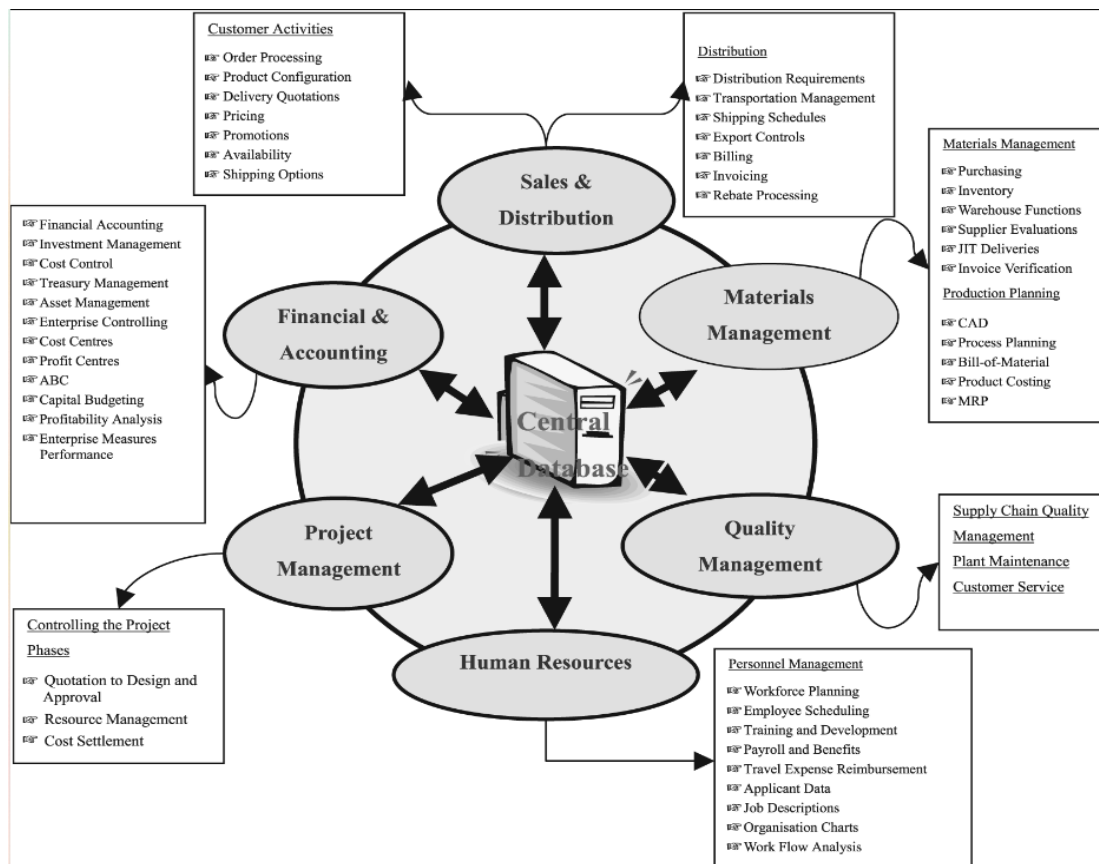 Customer Activities
Order Processing
Product Configuration
Delivery Quotations
Pricing
Promotions
Availability
Shipping Options
Distribution
Distribution Requirements
Transportation Management
Shipping Schedules
Export Controls
Billing
Invoicing
Rebate Processing
Materials Management
Purchasing
Inventory
Warehouse Functions
Supplier Evaluations
JIT Deliveries
Invoice Verification
Production Planning
CAD
Process Planning
Bill-of-Material
Product Costing
MRP
Financial Accounting
Investment Management
Cost Control
Treasury Management
Asset Management
Enterprise Controlling
Cost Centres
Profit Centres
ABC
Capital Budgeting
Profitability Analysis
Enterprise Measures
Performance
Sales &
Distribution
Financial &
Accounting
Materials
Management
Central
Database
Project
Management
Quality
Management
Human Resources
Supply Chain Quality
Management
Plant Maintenance
Customer Service
Controlling the Project
Phases
Quotation to Design and
Approval
Resource Management
Cost Settlement
Personnel Management
Workforce Planning
Employee Scheduling
Training and Development
Payroll and Benefits
Travel Expense Reimbursement
Applicant Data
Job Descriptions
Organisation Charts
Work Flow Analysis